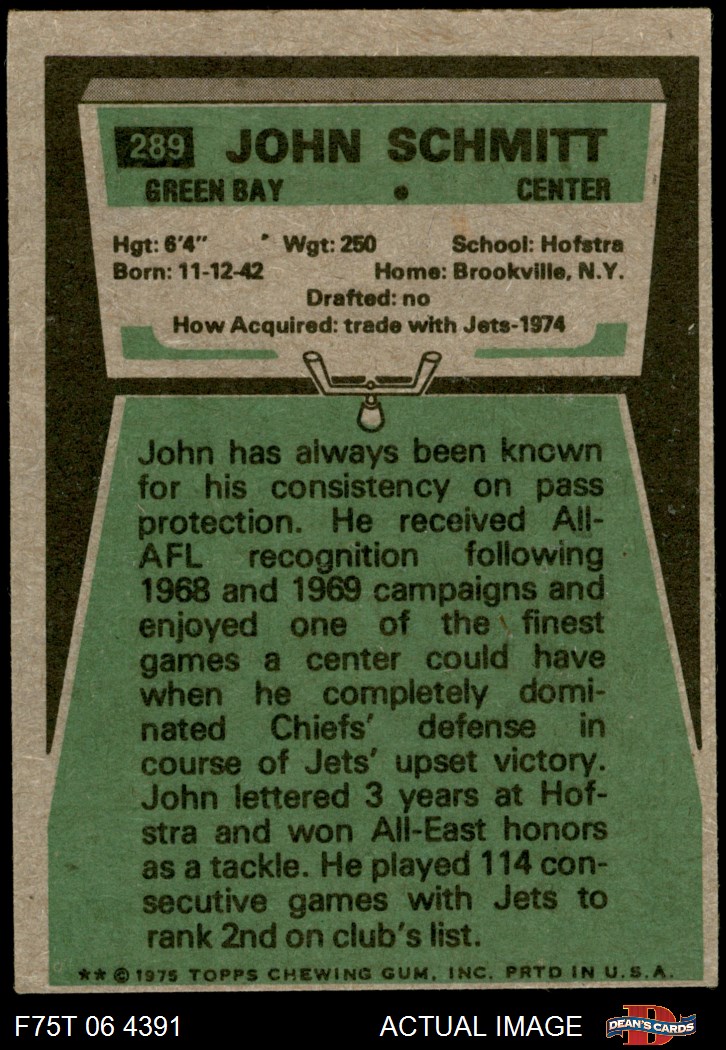 289 JOHN SCHMITT
GREEN BAY • CENTER
Hgt: 6'4" Wgt: 250 School: Hofstra
Born: 11-12-42 Home: Brookville, N.Y.
Drafted: no
How Acquired: trade with Jets-1974
John has always been known
for his consistency on pass
protection. He received All-
AFL recognition following
1968 and 1969 campaigns and
enjoyed one of the finest
games a center could have
when he completely domi-
nated Chiefs' defense in
course of Jets' upset victory.
John lettered 3 years at Hof-
stra and won All-East honors
as a tackle. He played 114 con-
secutive games with Jets to
rank 2nd on club's list.
** © 1975 TOPPS CHEWING GUM, INC. PRTD IN U.S.A.
F75T 06 4391 ACTUAL IMAGE D DEAN'S CARDS